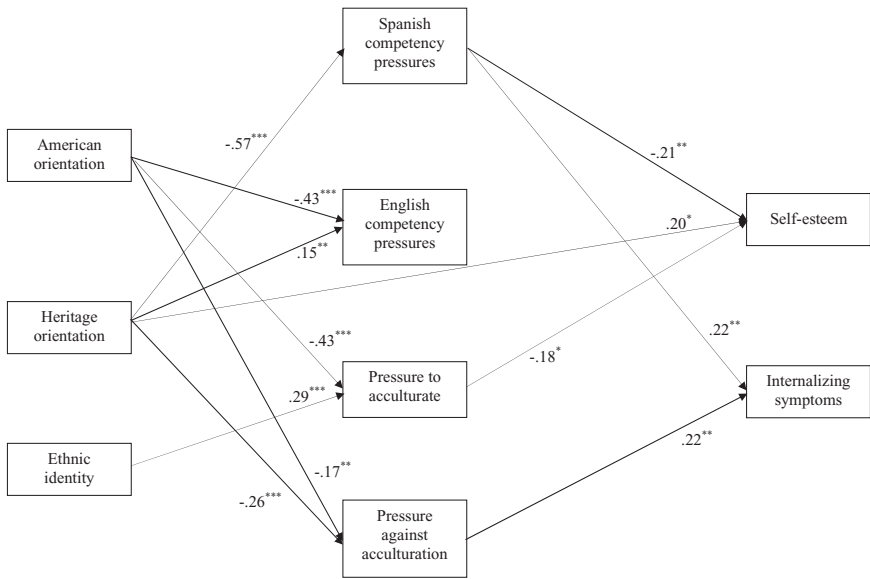 Spanish
competency
pressures
American
orientation
-.57***
-.21**
-.43***
English
competency
pressures
Self-esteem
.20*
.15**
Heritage
orientation
-.43***
.22**
-.18*
Pressure to
acculturate
Internalizing
symptoms
.29***
Ethnic
identity
.22**
-.17**
-.26***
Pressure
against
acculturation